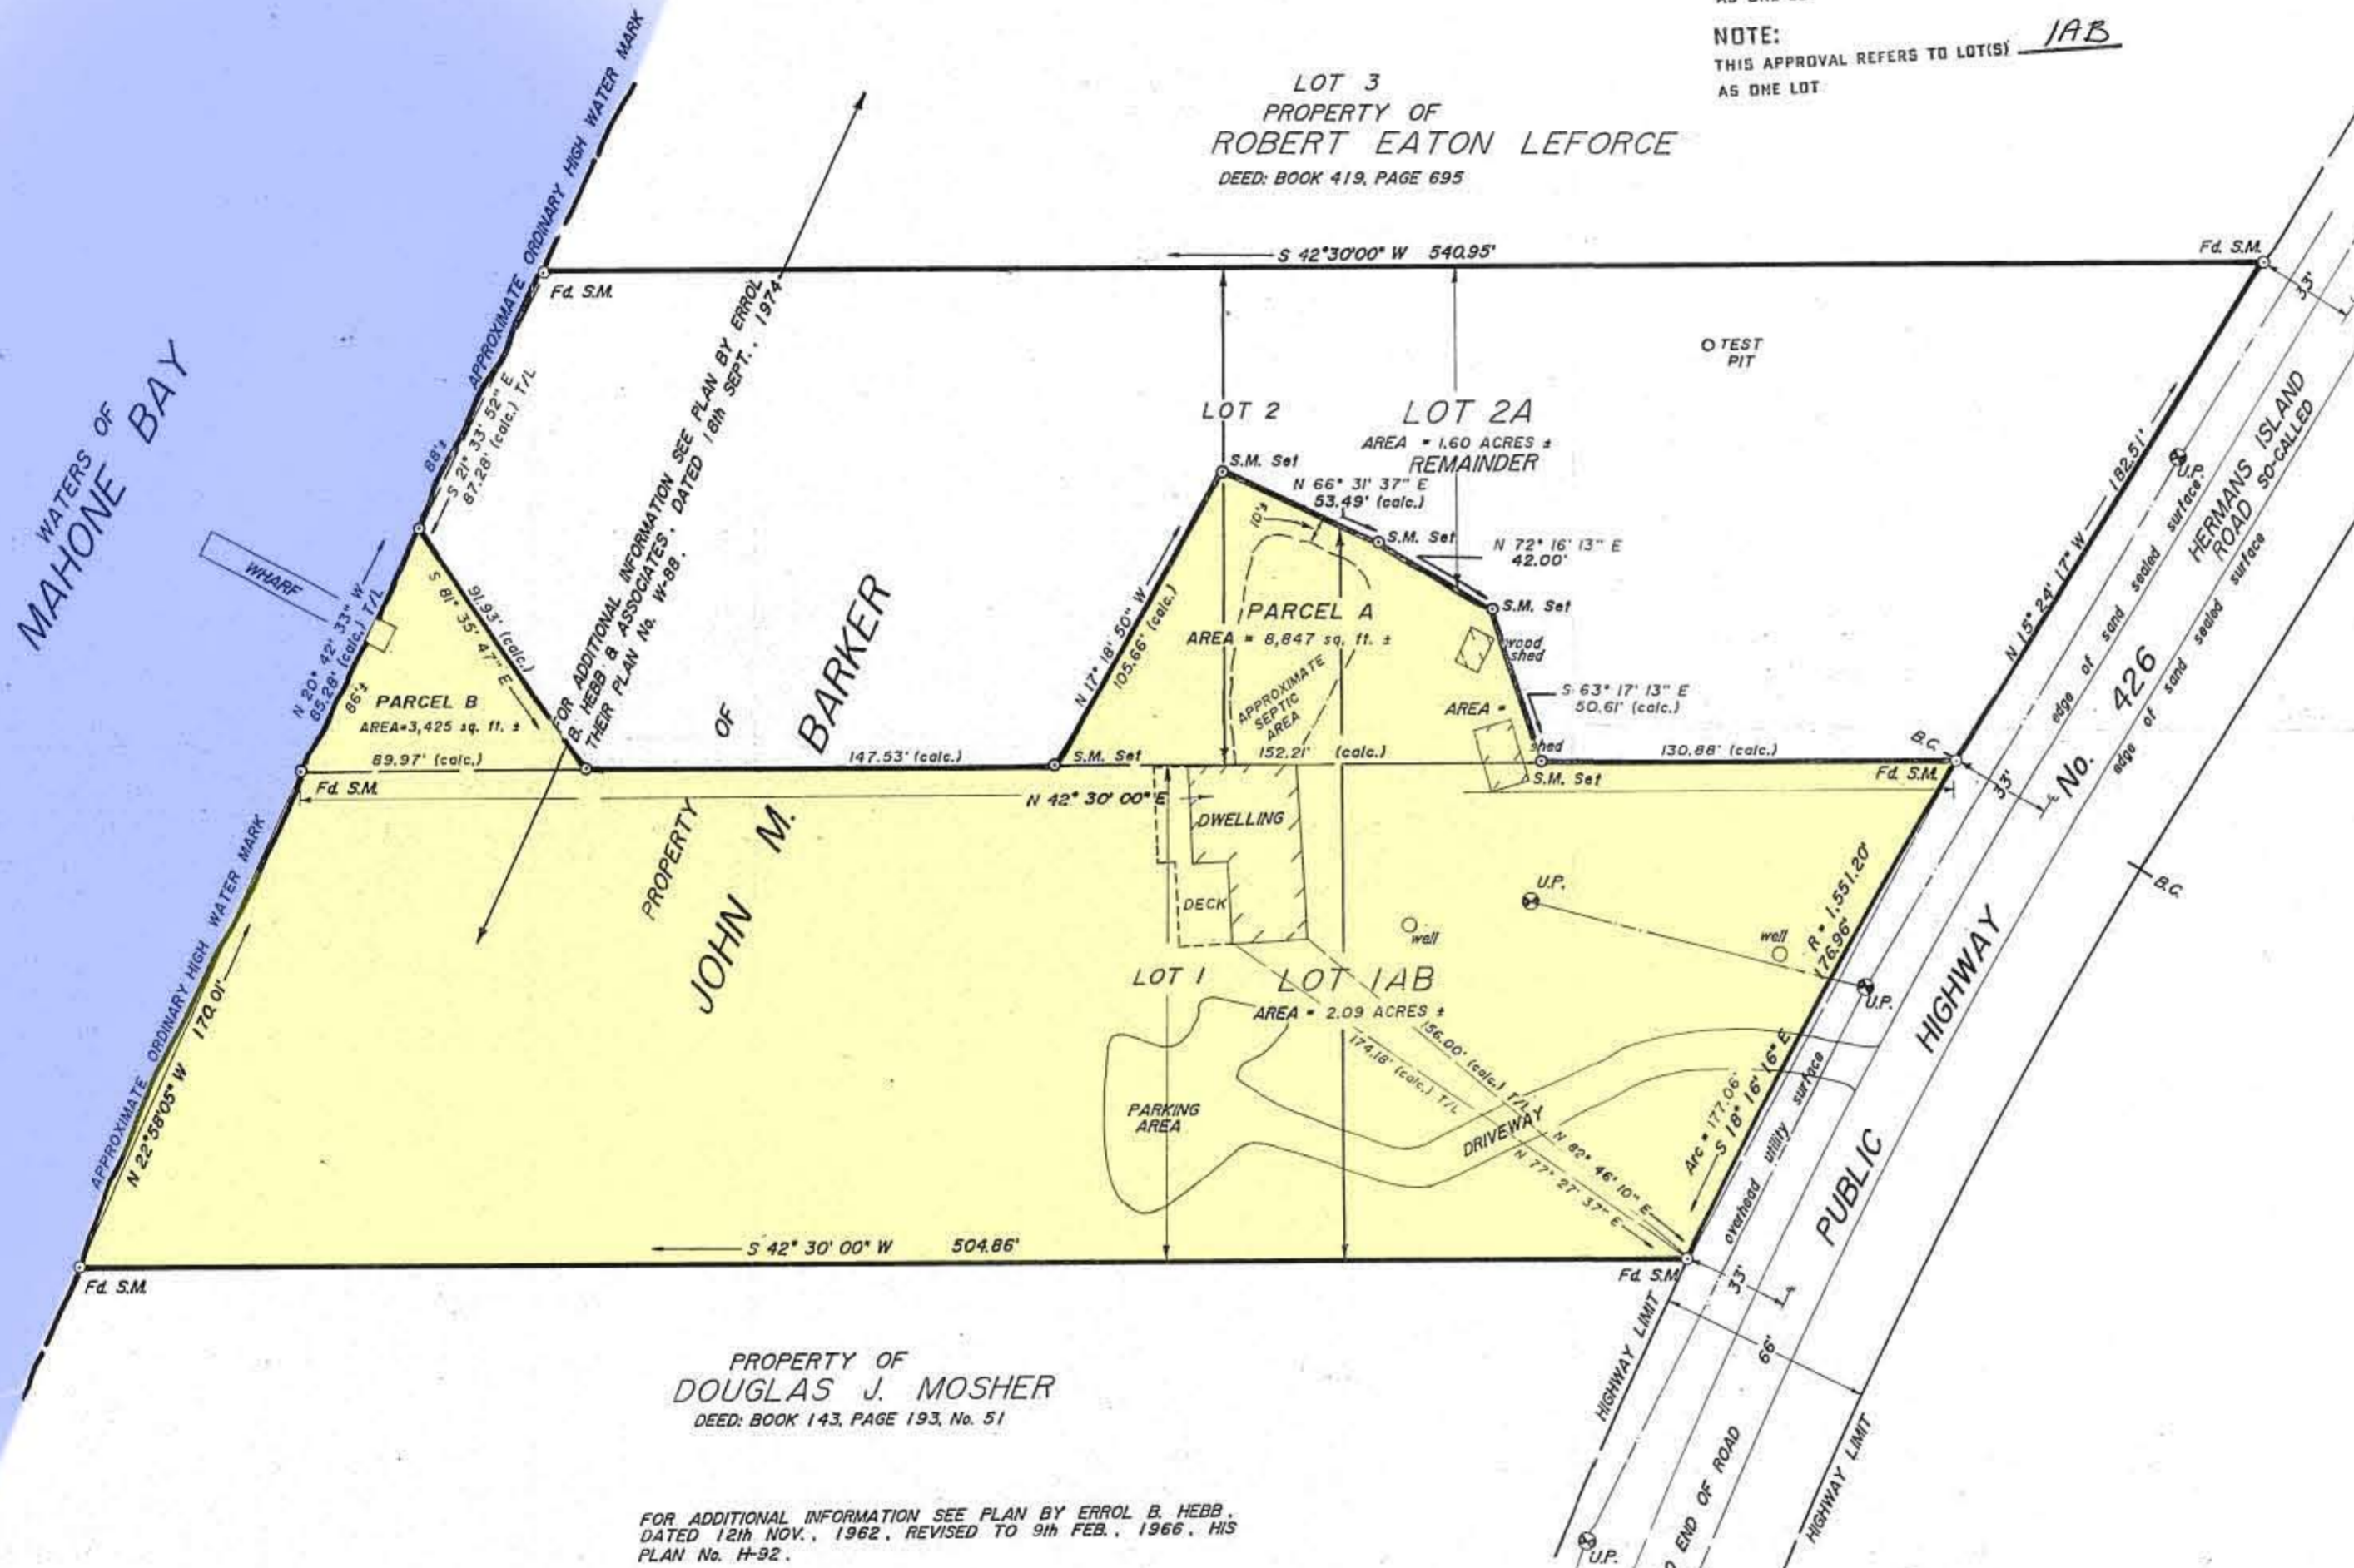 NOTE:
THIS APPROVAL REFERS TO LOT(S) 1AB
AS ONE LOT
LOT 3
PROPERTY OF
ROBERT EATON LEFORCE
DEED: BOOK 419, PAGE 695
S 42°30'00" W 540.95'
Fd. S.M.
Fd. S.M.
33'
APPROXIMATE ORDINARY HIGH WATER MARK
WATERS OF
MAHONE BAY
88'±
S 21° 33' 52" E
87.28' (calc.) T/L
FOR ADDITIONAL INFORMATION SEE PLAN BY ERROL
B. HEBB & ASSOCIATES, DATED 18th SEPT., 1974
THEIR PLAN No. W-88.
TEST
PIT
LOT 2
LOT 2A
AREA = 1.60 ACRES ±
REMAINDER
S.M. Set
N 66° 31' 37" E
53.49' (calc.)
10'±
S.M. Set
N 72° 16' 13" E
42.00'
S.M. Set
N 15° 24' 17" W 182.51'
U.P.
edge of sand sealed surface
HERMANS ISLAND
ROAD SO-CALLED
No. 426
edge of sand sealed surface
WHARF
N 20° 42' 33" W
85.28' (calc.) T/L
86'±
91.93' (calc.)
S 81° 35' 47" E
PARCEL B
AREA=3,425 sq. ft. ±
89.97' (calc.)
Fd. S.M.
PROPERTY OF
JOHN M. BARKER
N 17° 18' 50" W
105.66' (calc.)
PARCEL A
AREA = 8,847 sq. ft. ±
APPROXIMATE
SEPTIC
AREA
wood
shed
AREA =
S 63° 17' 13" E
50.61' (calc.)
shed
147.53' (calc.)
S.M. Set
152.21' (calc.)
S.M. Set
130.88' (calc.)
B.C.
Fd. S.M.
33'
N 42° 30' 00" E
DWELLING
DECK
U.P.
well
well
U.P.
R = 1,551.20'
176.96'
B.C.
APPROXIMATE ORDINARY HIGH WATER MARK
N 22°58'05" W 170.01'
LOT 1
LOT 1AB
AREA = 2.09 ACRES ±
156.00' (calc.) T/L
174.18' (calc.) T/L
PARKING
AREA
DRIVEWAY
N 82° 46' 10" E
N 77° 27' 37" E
Arc = 177.06'
S 18° 16' 16" E
overhead utility surface
PUBLIC HIGHWAY
S 42° 30' 00" W 504.86'
Fd. S.M.
Fd. S.M.
33'
66'
HIGHWAY LIMIT
HIGHWAY LIMIT
END OF ROAD
U.P.
PROPERTY OF
DOUGLAS J. MOSHER
DEED: BOOK 143, PAGE 193, No. 51
FOR ADDITIONAL INFORMATION SEE PLAN BY ERROL B. HEBB,
DATED 12th NOV., 1962, REVISED TO 9th FEB., 1966, HIS
PLAN No. H-92.